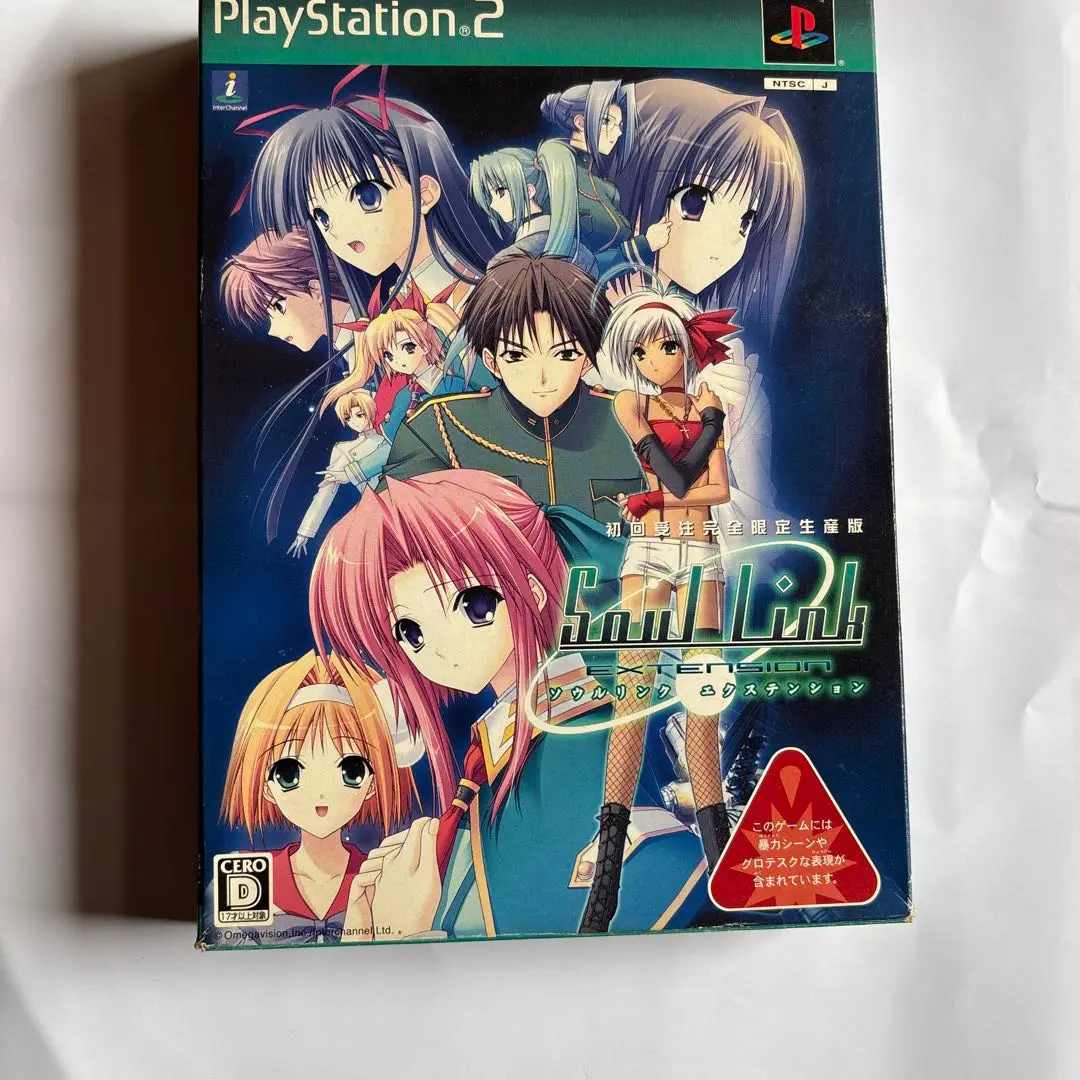 PlayStation®2
®
NTSC J
i
InterChannel
初回受注完全限定生産版
Soul Link
EXTENSION
ソウルリンク エクステンション
このゲームには
暴力シーンや
グロテスクな表現が
含まれています。
CERO
D
17才以上対象
© Omegavision,Inc./Interchannel,Ltd.